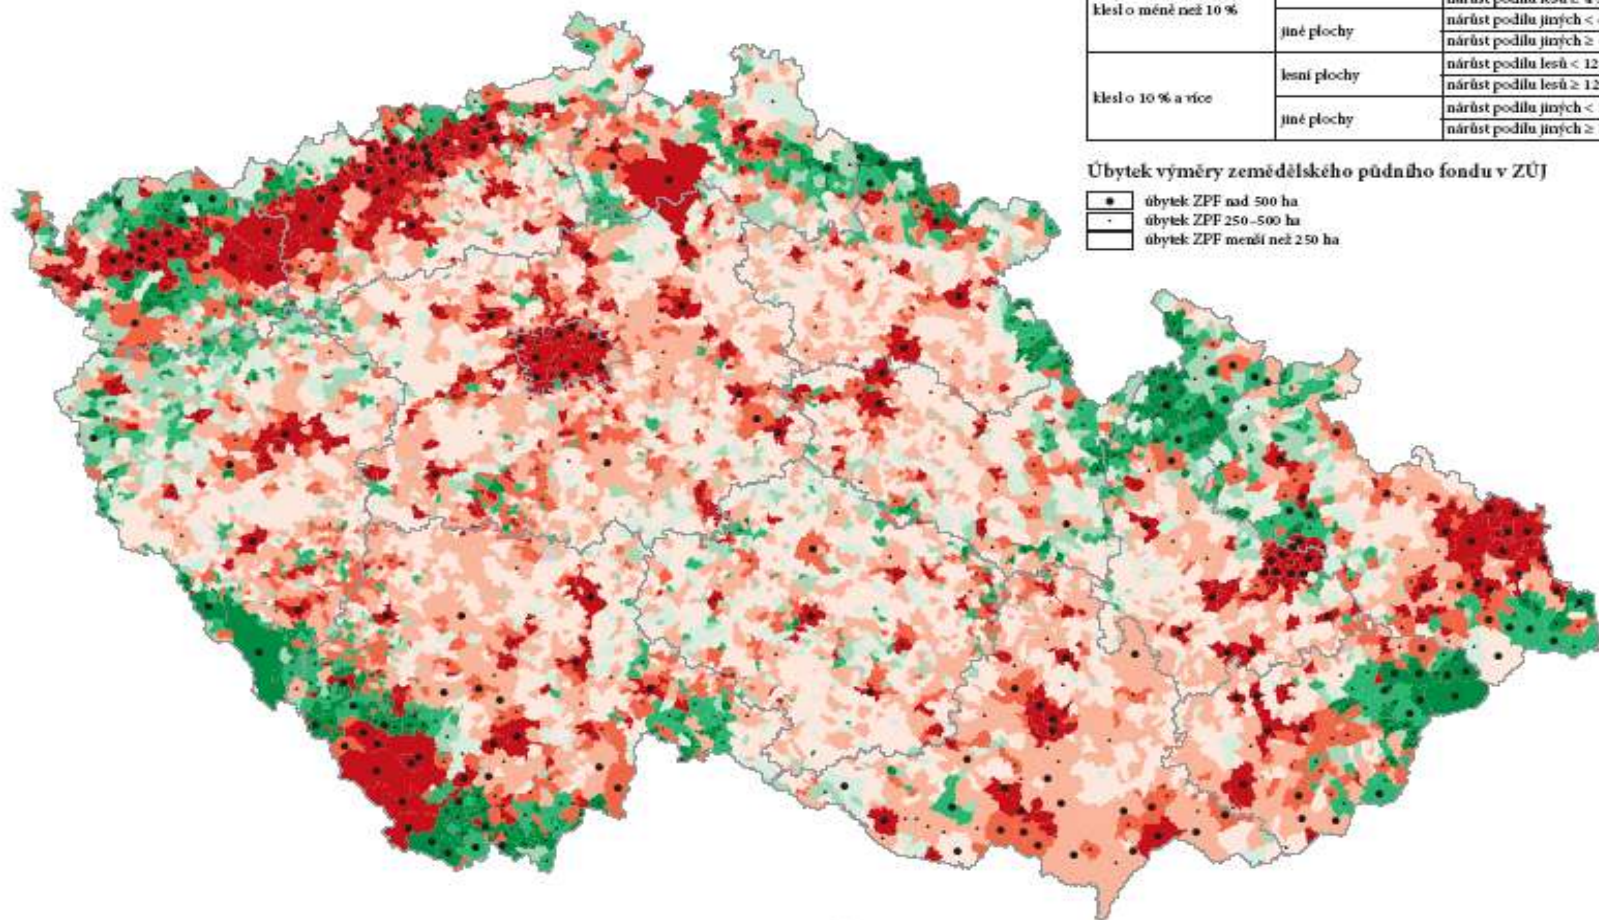 klesl o méně než 10 %
jiné plochy
nárůst podílu jiných <
nárůst podílu jiných ≥
klesl o 10 % a více
lesní plochy
nárůst podílu lesů < 12
nárůst podílu lesů ≥ 12
jiné plochy
nárůst podílu jiných <
nárůst podílu jiných ≥
Úbytek výměry zemědělského půdního fondu v ZÚJ
úbytek ZPF nad 500 ha
úbytek ZPF 250–500 ha
úbytek ZPF menší než 250 ha